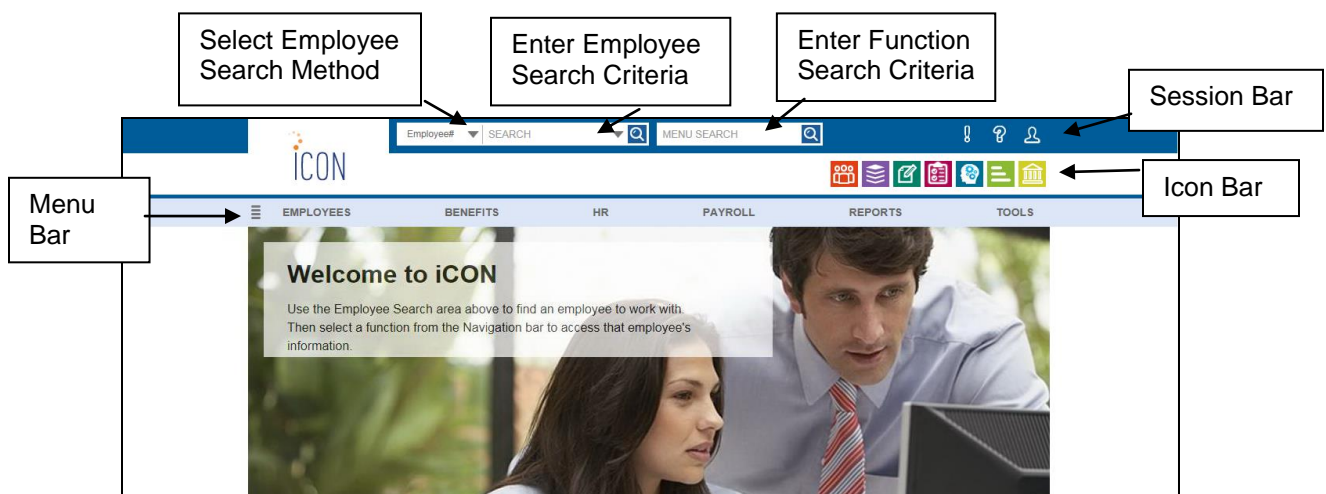 Select Employee
Search Method
Enter Employee
Search Criteria
Enter Function
Search Criteria
Session Bar
Employee#
SEARCH
MENU SEARCH
iCON
Icon Bar
Menu
Bar
EMPLOYEES
BENEFITS
HR
PAYROLL
REPORTS
TOOLS
Welcome to iCON
Use the Employee Search area above to find an employee to work with.
Then select a function from the Navigation bar to access that employee's
information.